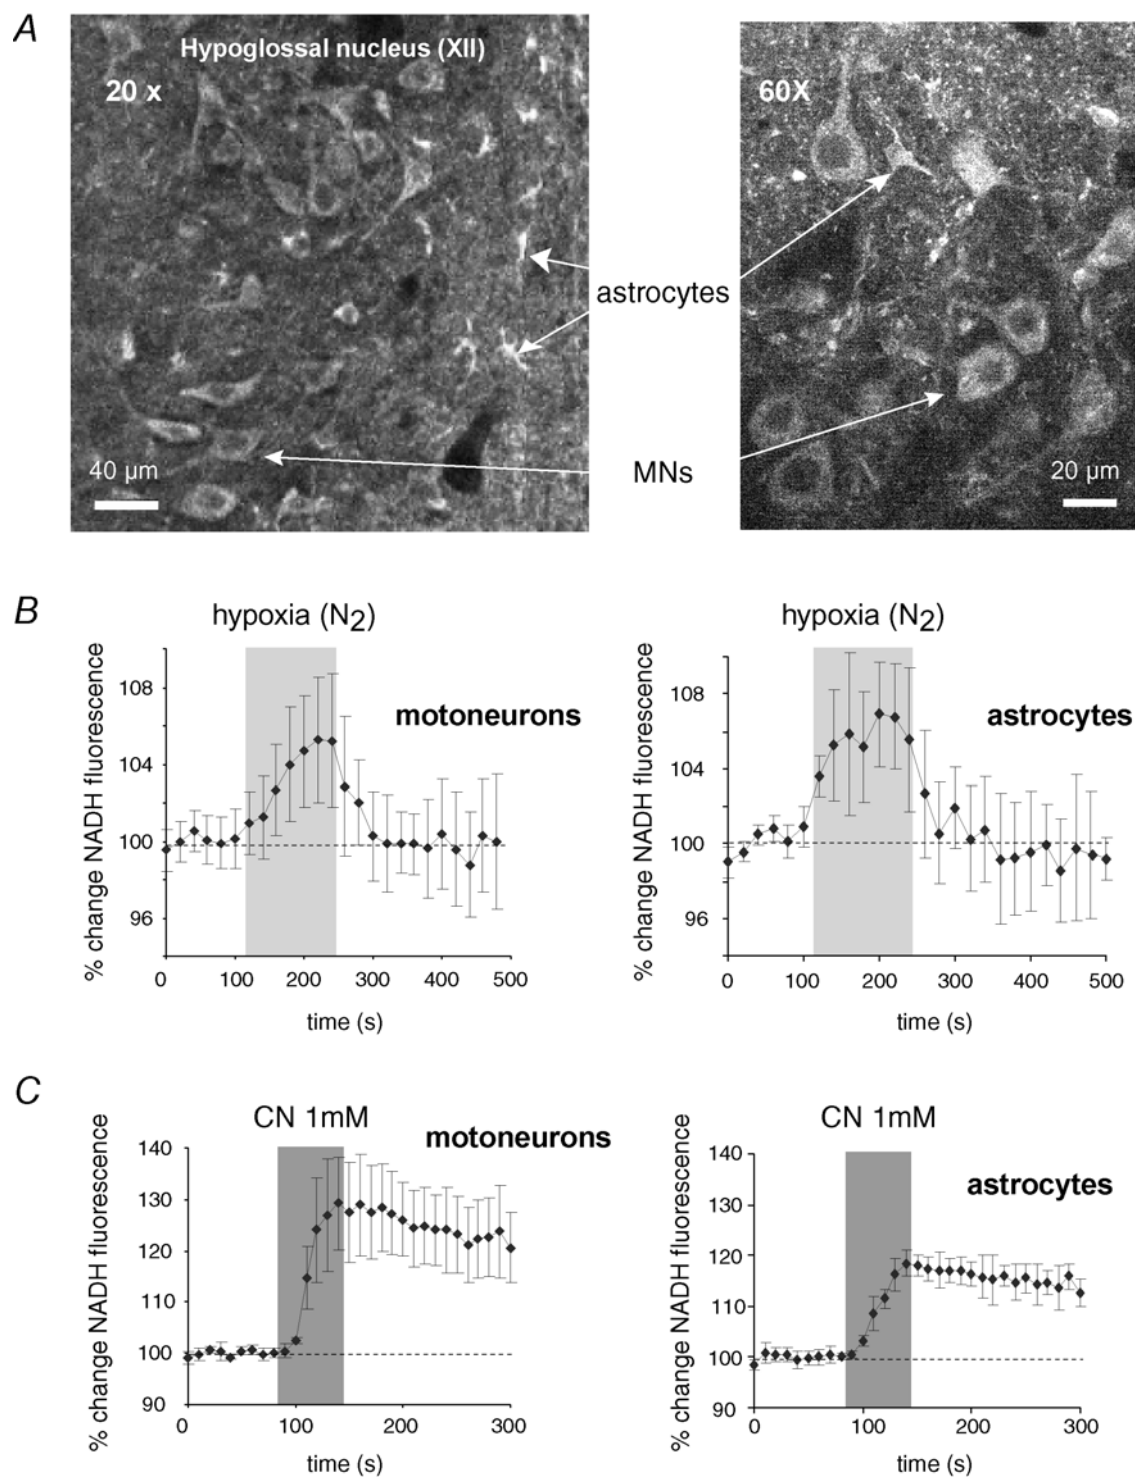 A
Hypoglossal nucleus (XII)
20 x
40 µm
60X
20 µm
astrocytes
MNs
B
hypoxia (N2)
motoneurons
% change NADH fluorescence
108
104
100
96
0 100 200 300 400 500
time (s)
hypoxia (N2)
astrocytes
% change NADH fluorescence
108
104
100
96
0 100 200 300 400 500
time (s)
C
CN 1mM
motoneurons
% change NADH fluorescence
140
130
120
110
100
90
0 100 200 300
time (s)
CN 1mM
astrocytes
% change NADH fluorescence
140
130
120
110
100
90
0 100 200 300
time (s)